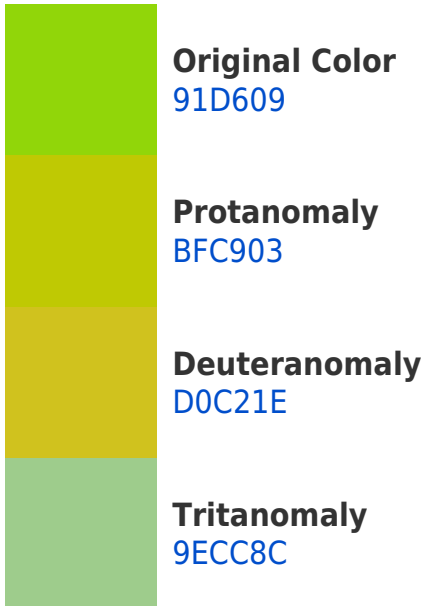 Original Color
91D609
Protanomaly
BFC903
Deuteranomaly
D0C21E
Tritanomaly
9ECC8C